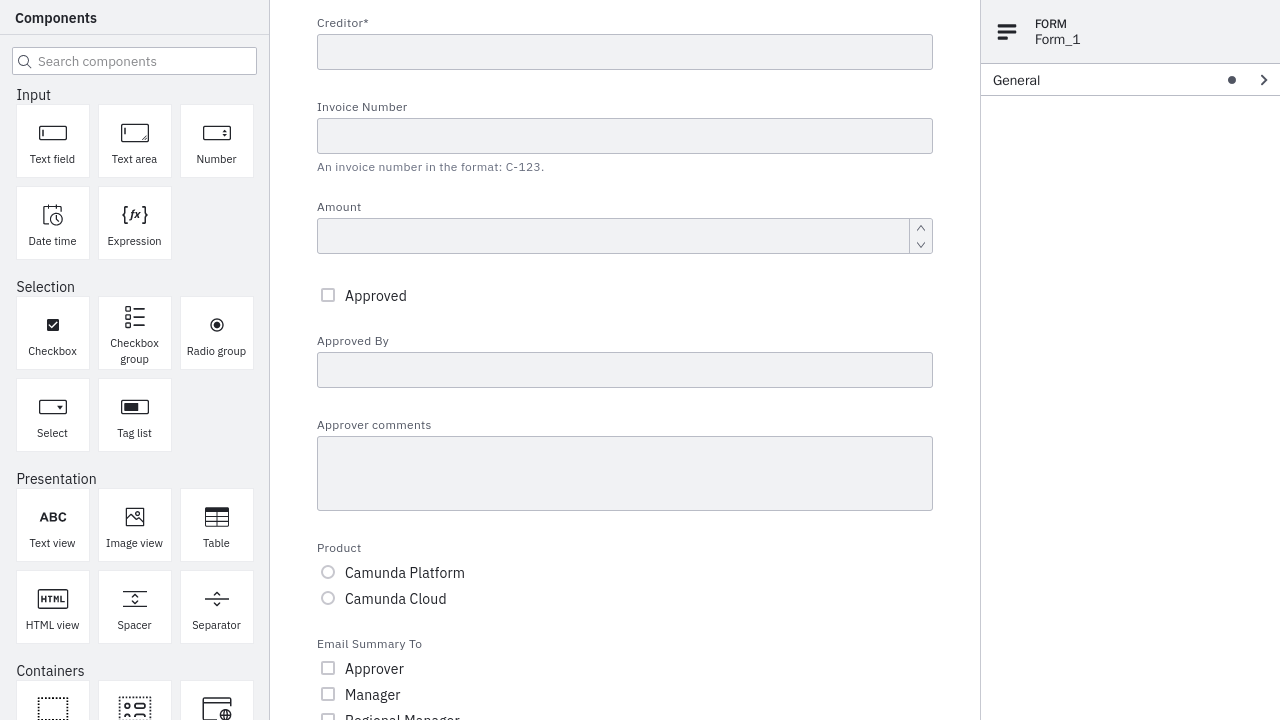 Components
Search components
Input
Text field
Text area
Number
Date time
Expression
Selection
Checkbox
Checkbox
group
Radio group
Select
Tag list
Presentation
ABC
Text view
Image view
Table
HTML
HTML view
Spacer
Separator
Containers
Creditor*
Invoice Number
An invoice number in the format: C-123.
Amount
Approved
Approved By
Approver comments
Product
Camunda Platform
Camunda Cloud
Email Summary To
Approver
Manager
Regional Manager
FORM
Form_1
General